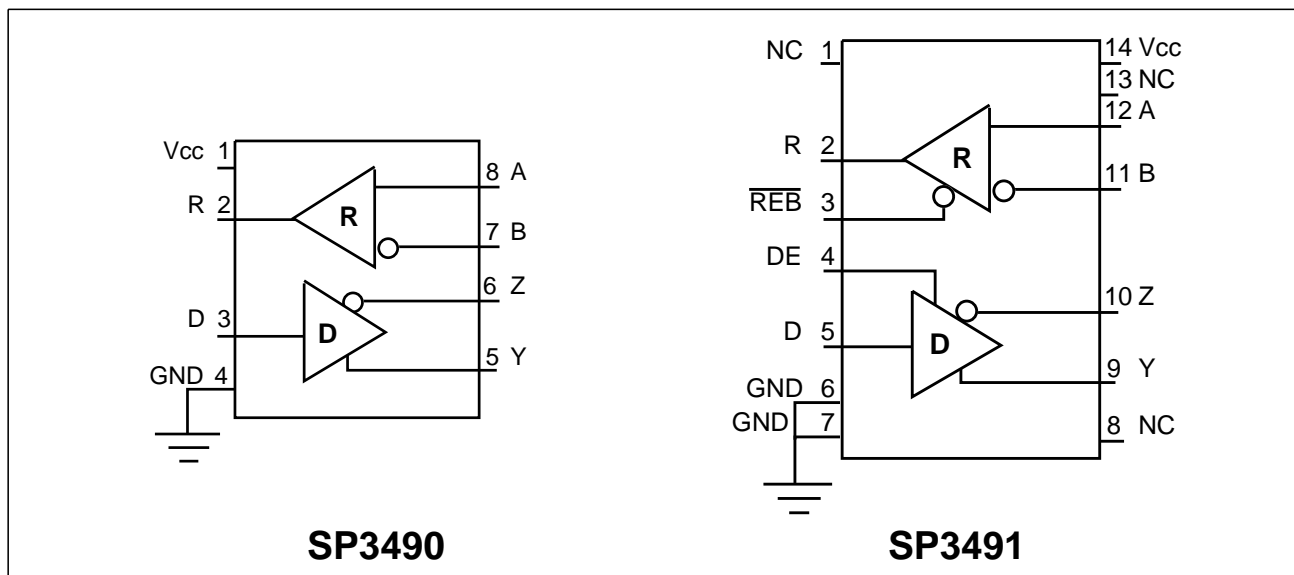 Vcc 1
R 2
D 3
GND 4
8 A
7 B
6 Z
5 Y
R
D
SP3490
NC 1
R 2
REB 3
DE 4
D 5
GND 6
GND 7
14 Vcc
13 NC
12 A
11 B
10 Z
9 Y
8 NC
R
D
SP3491